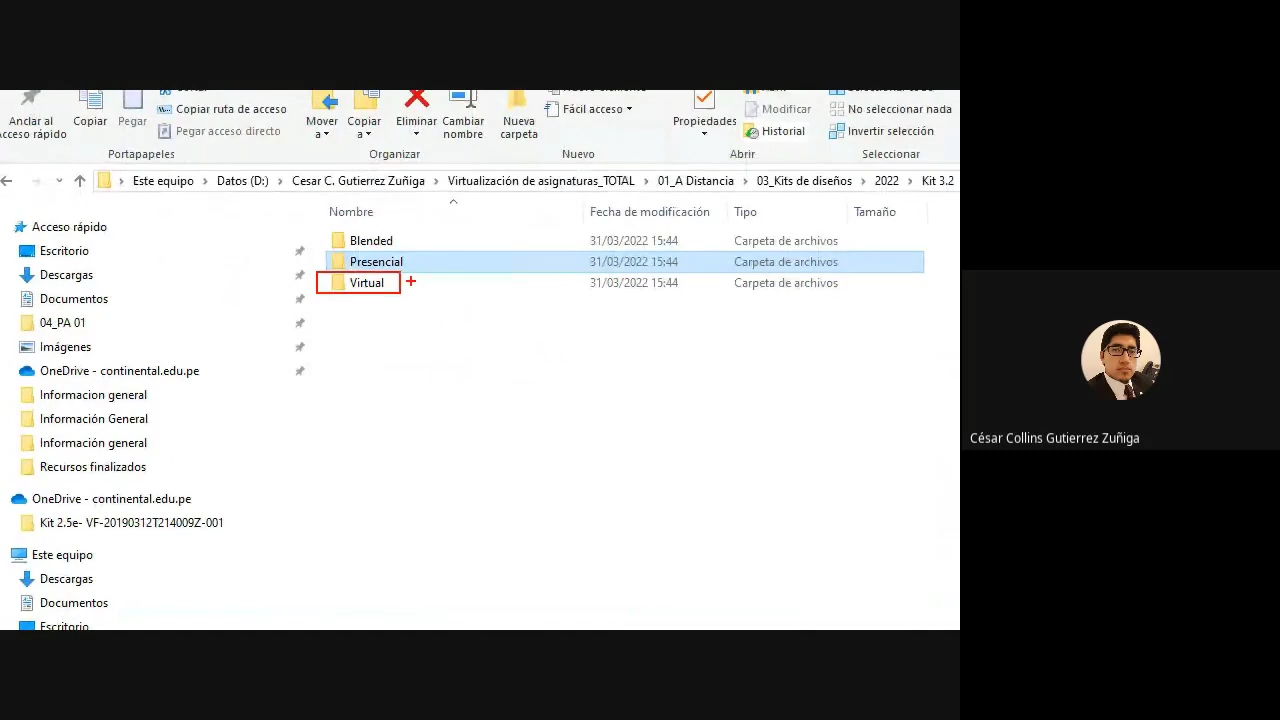 Anclar al
Acceso rápido
Copiar
Pegar
Copiar ruta de acceso
Pegar acceso directo
Portapapeles
Mover
a
Copiar
a
Eliminar
Cambiar
nombre
Organizar
Nueva
carpeta
Fácil acceso
Nuevo
Propiedades
Modificar
Historial
Abrir
No seleccionar nada
Invertir selección
Seleccionar
Este equipo > Datos (D:) > Cesar C. Gutierrez Zuñiga > Virtualización de asignaturas_TOTAL > 01_A Distancia > 03_Kits de diseños > 2022 > Kit 3.2
Nombre Fecha de modificación Tipo Tamaño
Blended 31/03/2022 15:44 Carpeta de archivos
Presencial 31/03/2022 15:44 Carpeta de archivos
Virtual 31/03/2022 15:44 Carpeta de archivos
Acceso rápido
Escritorio
Descargas
Documentos
04_PA 01
Imágenes
OneDrive - continental.edu.pe
Informacion general
Información General
Información general
Recursos finalizados
OneDrive - continental.edu.pe
Kit 2.5e- VF-20190312T214009Z-001
Este equipo
Descargas
Documentos
Escritorio
César Collins Gutierrez Zuñiga